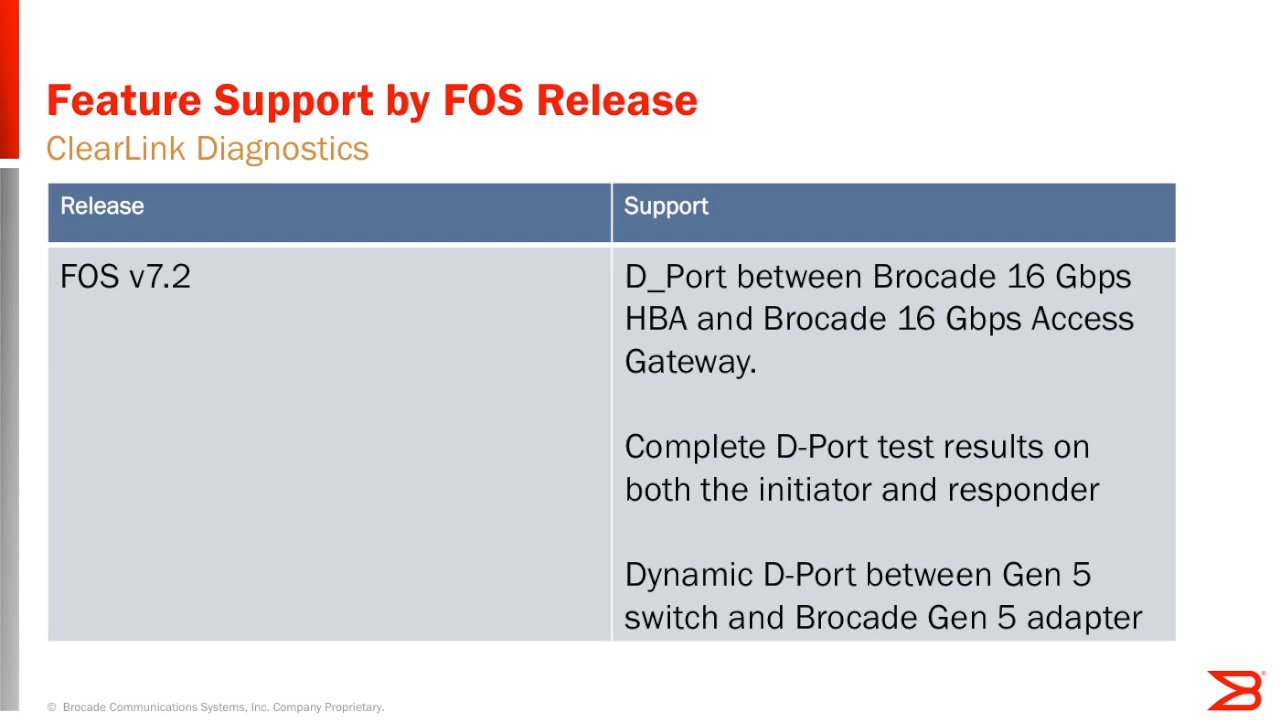 Feature Support by FOS Release
ClearLink Diagnostics
Release
Support
FOS v7.2
D_Port between Brocade 16 Gbps
HBA and Brocade 16 Gbps Access
Gateway.
Complete D-Port test results on
both the initiator and responder
Dynamic D-Port between Gen 5
switch and Brocade Gen 5 adapter
© Brocade Communications Systems, Inc. Company Proprietary.
®